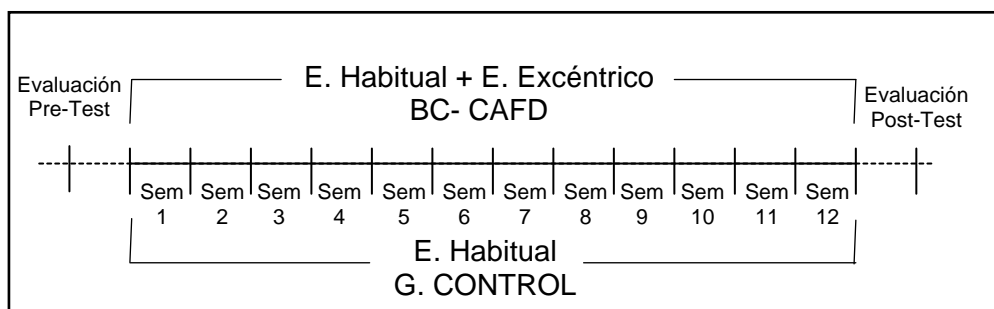 Evaluación
Pre-Test
E. Habitual + E. Excéntrico
BC- CAFD
Evaluación
Post-Test
Sem Sem Sem Sem Sem Sem Sem Sem Sem Sem Sem Sem
1 2 3 4 5 6 7 8 9 10 11 12
E. Habitual
G. CONTROL